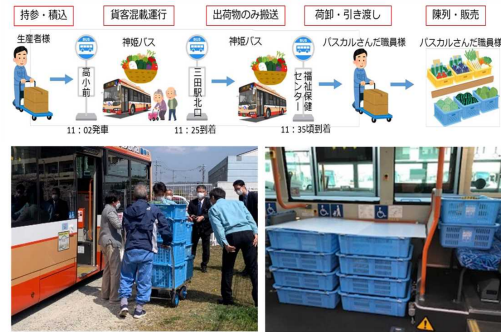 持参・積込
貨客混載運行
出荷物のみ搬送
荷卸・引き渡し
陳列・販売
生産者様
神姫バス
神姫バス
パスカルさんだ職員様
パスカルさんだ職員様
高小前
三田駅北口
福祉保健センター
11：02発車
11：25到着
11：35頃到着